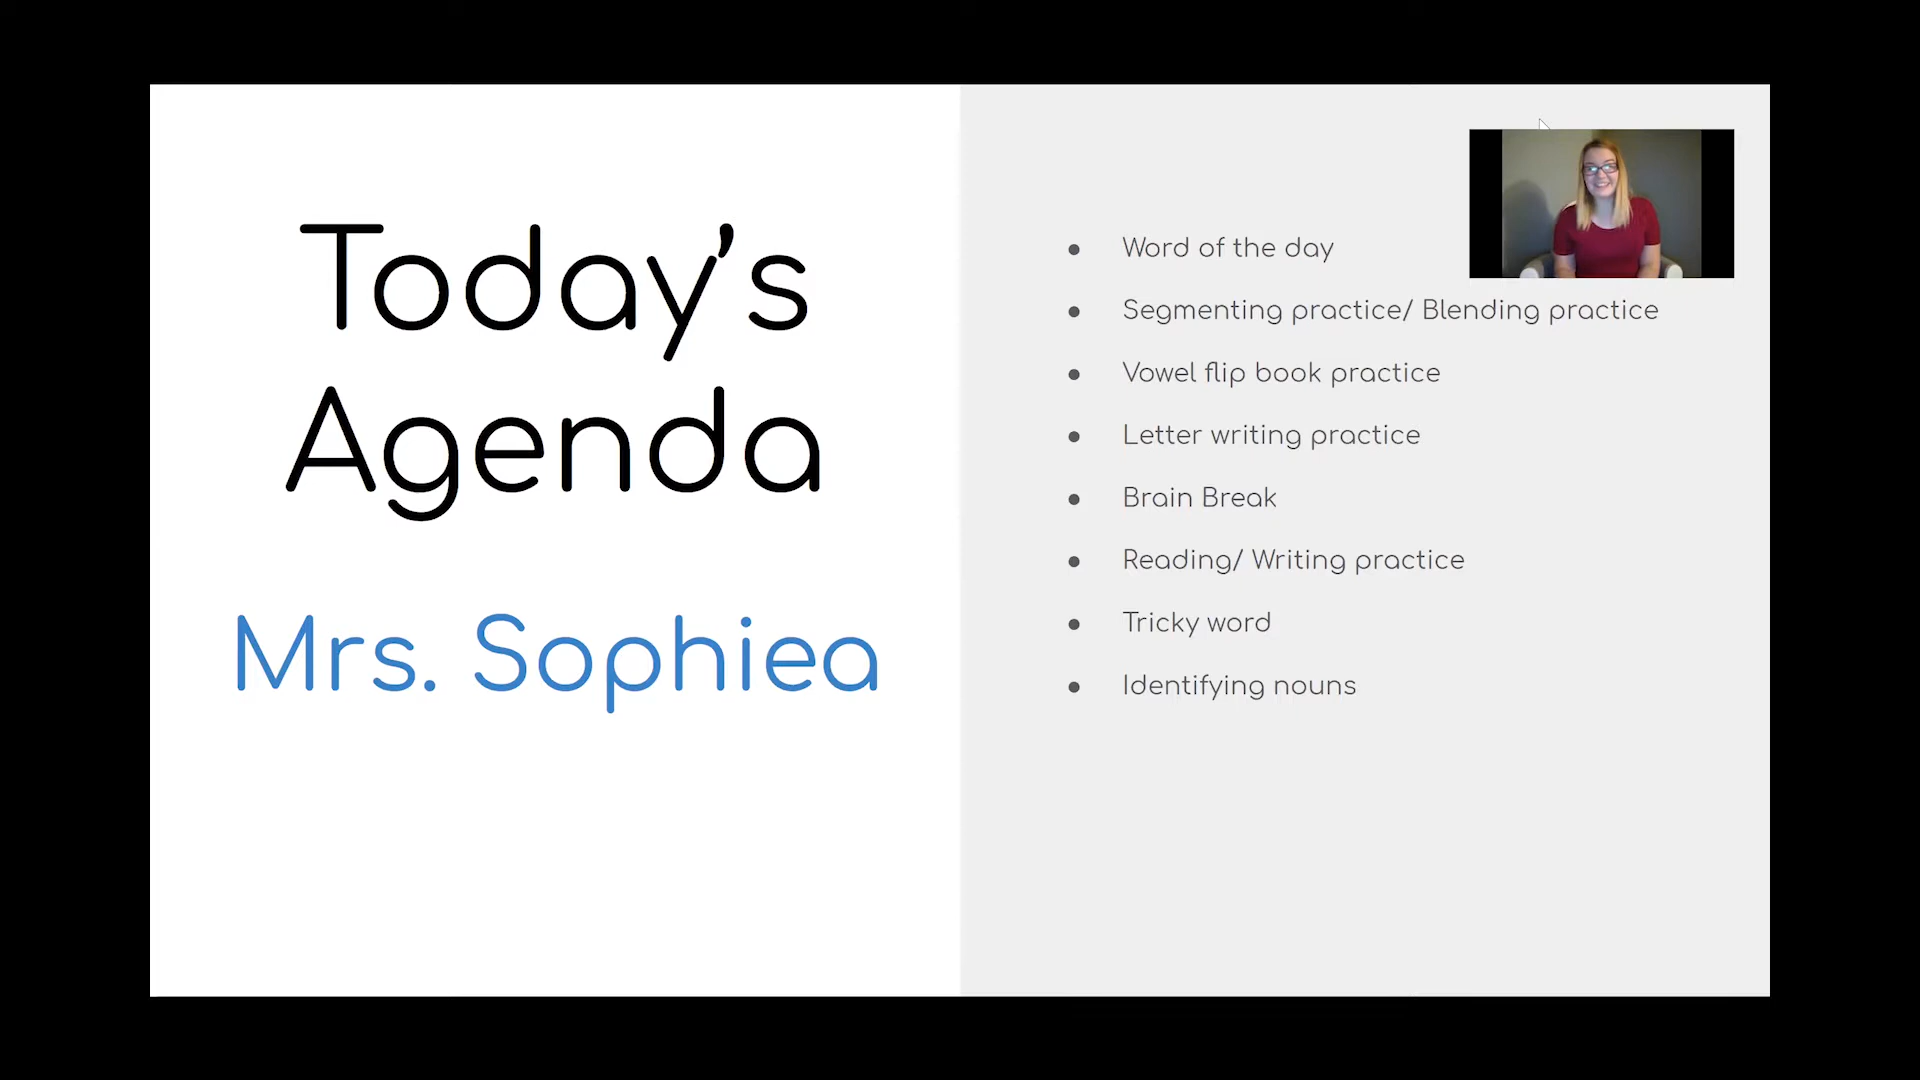 Today's
Agenda
Mrs. Sophiea
● Word of the day
● Segmenting practice/ Blending practice
● Vowel flip book practice
● Letter writing practice
● Brain Break
● Reading/ Writing practice
● Tricky word
● Identifying nouns